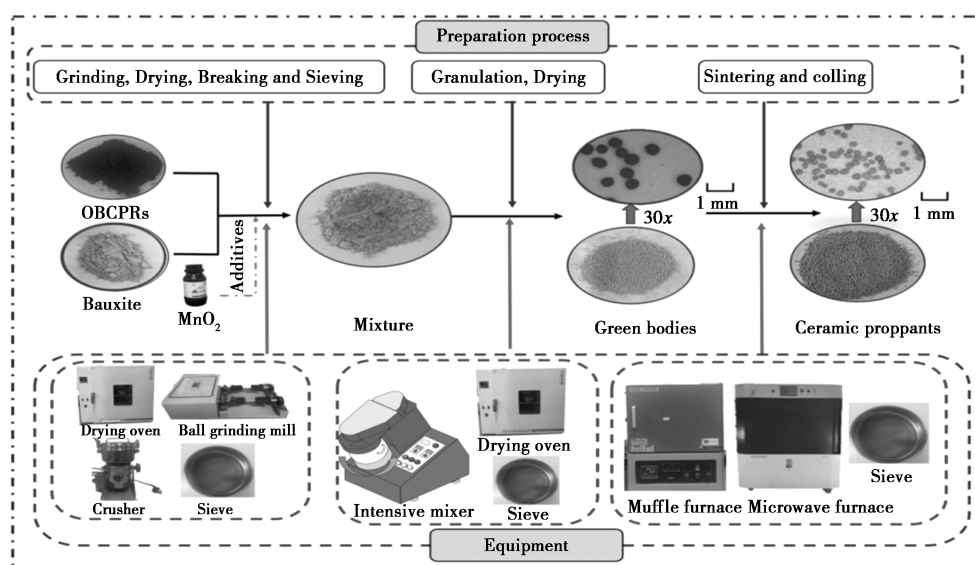 Preparation process
Grinding, Drying, Breaking and Sieving
Granulation, Drying
Sintering and colling
OBCPRs
Bauxite
MnO₂
Additives
Mixture
30x
1 mm
Green bodies
30x
1 mm
Ceramic proppants
Drying oven
Ball grinding mill
Crusher
Sieve
Intensive mixer
Drying oven
Sieve
Muffle furnace
Microwave furnace
Sieve
Equipment